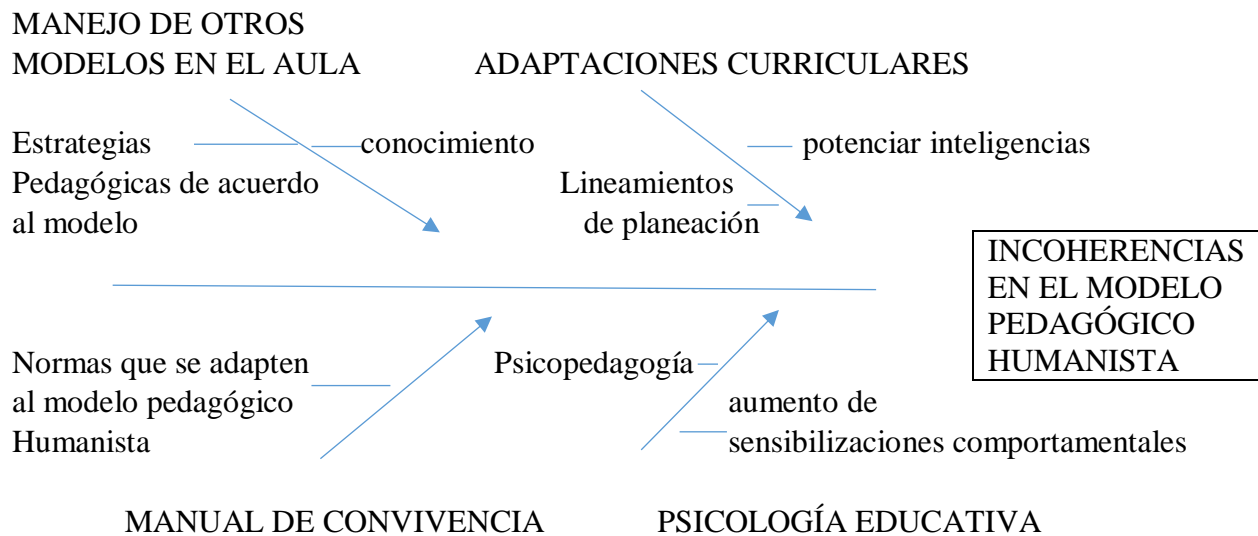 MANEJO DE OTROS
MODELOS EN EL AULA
ADAPTACIONES CURRICULARES
Estrategias
Pedagógicas de acuerdo
al modelo
conocimiento
potenciar inteligencias
Lineamientos
de planeación
INCOHERENCIAS
EN EL MODELO
PEDAGÓGICO
HUMANISTA
Normas que se adapten
al modelo pedagógico
Humanista
Psicopedagogía
aumento de
sensibilizaciones comportamentales
MANUAL DE CONVIVENCIA
PSICOLOGÍA EDUCATIVA